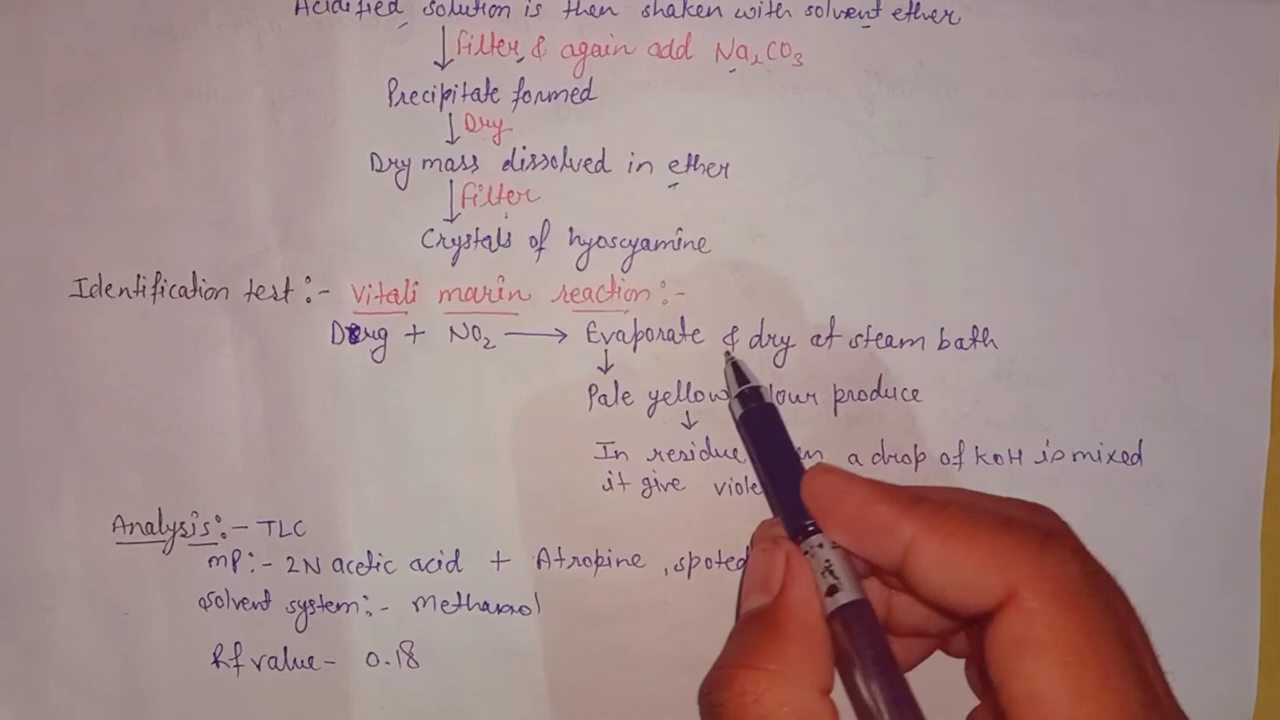 Acidified solution is then shaken with solvent ether
↓ Filter & again add Na₂CO₃
Precipitate formed
↓ Dry
Dry mass dissolved in ether
↓ Filter
Crystals of hyoscyamine
Identification test:- Vitali marin reaction:-
Drug + NO₂ → Evaporate & dry at steam bath
↓
Pale yellow lour produce
↓
In residue a drop of KOH is mixed
it give viole
Analysis:- TLC
MP:- 2N acetic acid + Atropine, spoted
solvent system:- Methanol
Rf value- 0.18